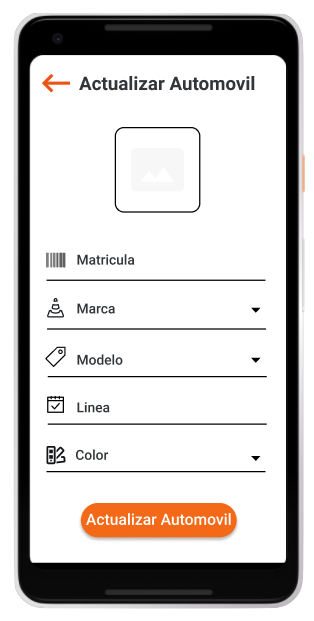 Actualizar Automovil
Matricula
Marca
Modelo
Linea
Color
Actualizar Automovil